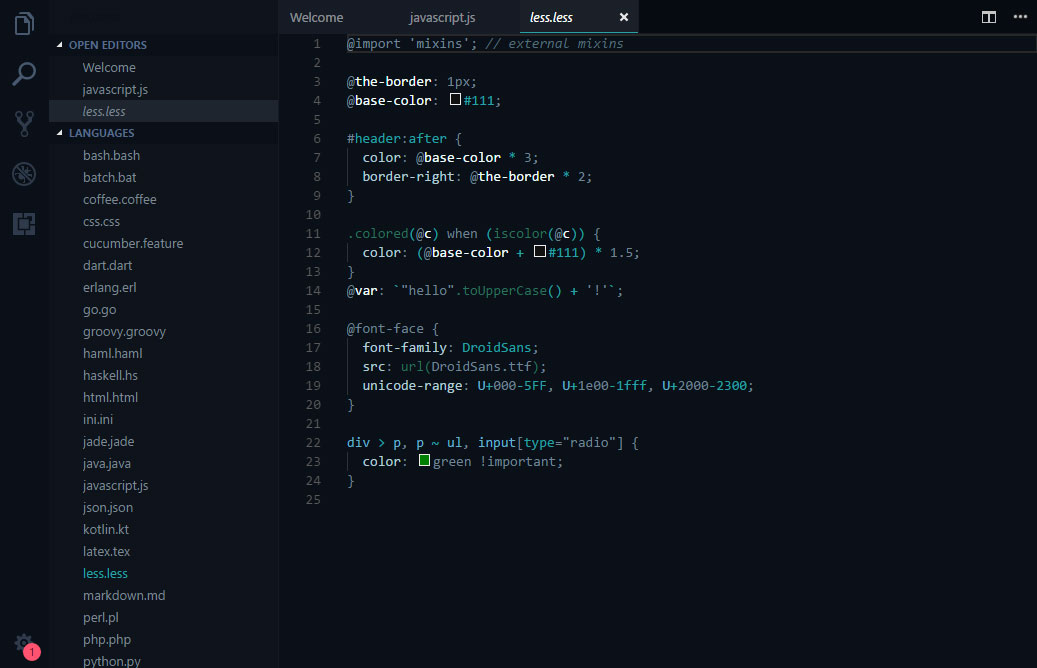 Welcome javascript.js less.less ×
OPEN EDITORS
Welcome
javascript.js
less.less
LANGUAGES
bash.bash
batch.bat
coffee.coffee
css.css
cucumber.feature
dart.dart
erlang.erl
go.go
groovy.groovy
haml.haml
haskell.hs
html.html
ini.ini
jade.jade
java.java
javascript.js
json.json
kotlin.kt
latex.tex
less.less
markdown.md
perl.pl
php.php
python.py
1
1 @import 'mixins'; // external mixins
2
3 @the-border: 1px;
4 @base-color: #111;
5
6 #header:after {
7 color: @base-color * 3;
8 border-right: @the-border * 2;
9 }
10
11 .colored(@c) when (iscolor(@c)) {
12 color: (@base-color + #111) * 1.5;
13 }
14 @var: `"hello".toUpperCase() + '!'`;
15
16 @font-face {
17 font-family: DroidSans;
18 src: url(DroidSans.ttf);
19 unicode-range: U+000-5FF, U+1e00-1fff, U+2000-2300;
20 }
21
22 div > p, p ~ ul, input[type="radio"] {
23 color: green !important;
24 }
25